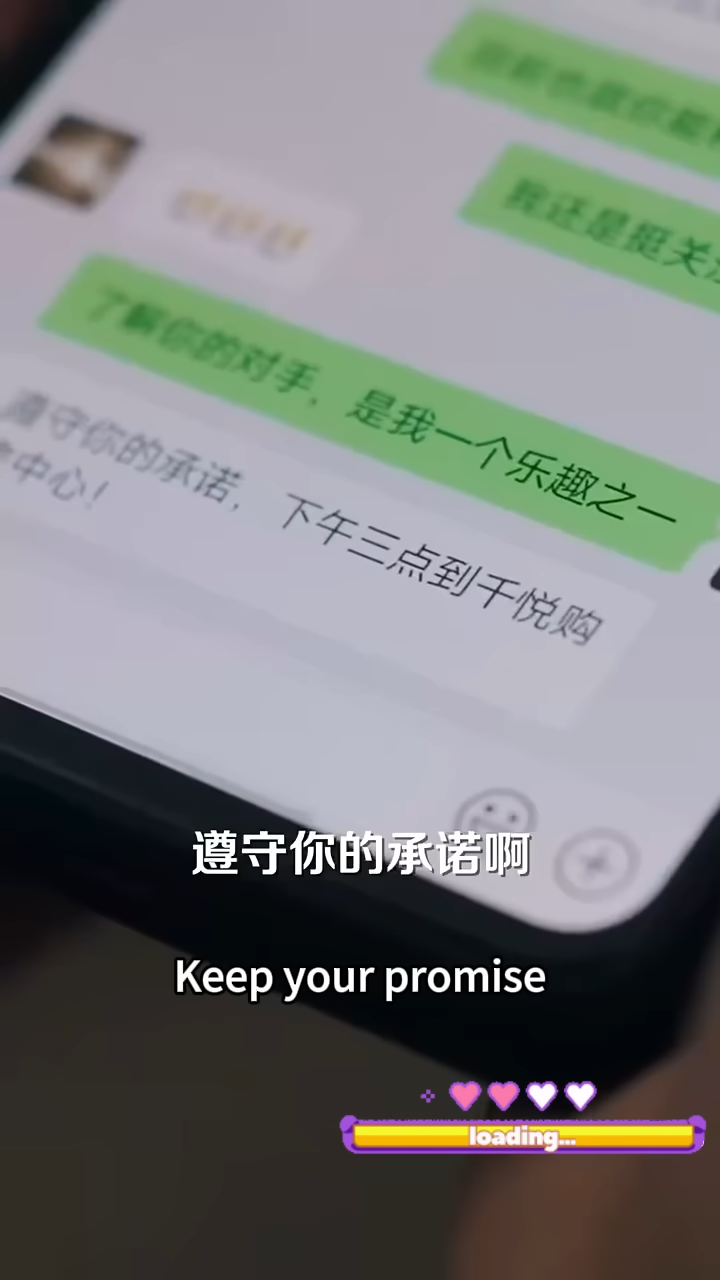 我还是挺关
了解你的对手，是我一个乐趣之一
遵守你的承诺，下午三点到千悦购
中心！
遵守你的承诺啊
Keep your promise
loading...